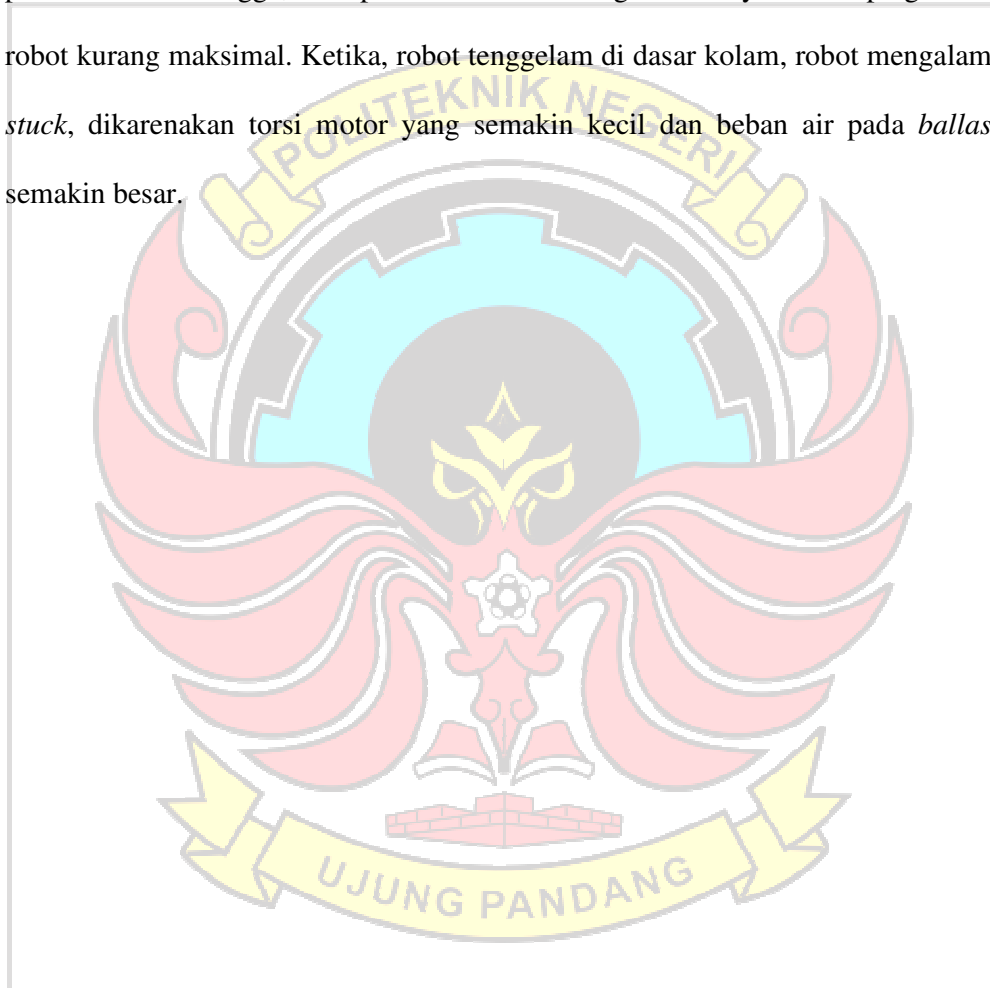 robot kurang maksimal. Ketika, robot tenggelam di dasar kolam, robot mengalam
stuck, dikarenakan torsi motor yang semakin kecil dan beban air pada ballas
semakin besar.
POLITEKNIK NEGERI
UJUNG PANDANG